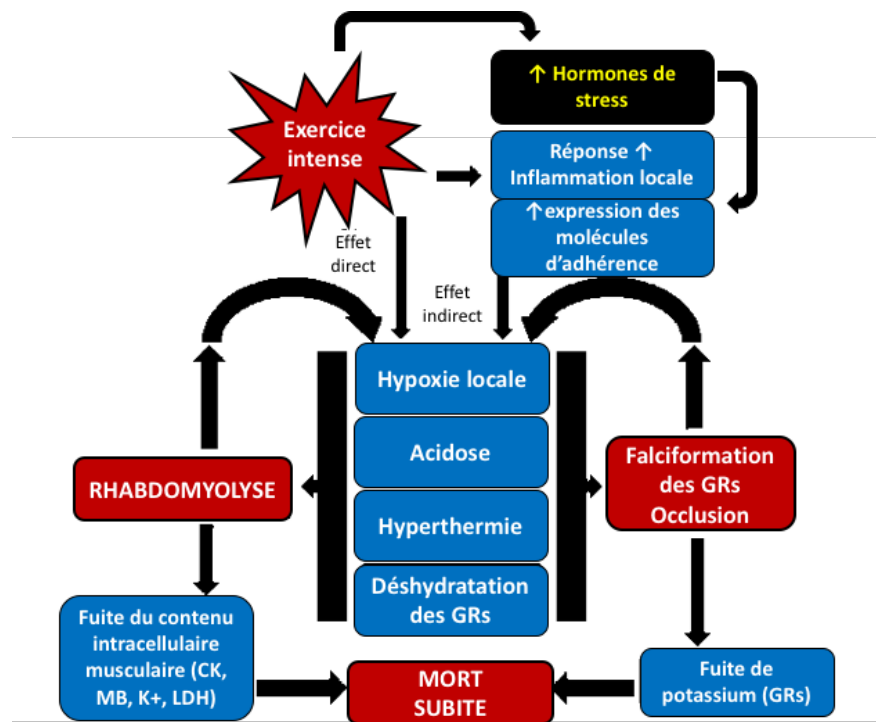 ↑ Hormones de
stress
Exercice
intense
Réponse ↑
Inflammation locale
↑expression des
molécules
d’adhérence
Effet
direct
Effet
indirect
Hypoxie locale
Acidose
Hyperthermie
Déshydratation
des GRs
RHABDOMYOLYSE
Falciformation
des GRs
Occlusion
Fuite du contenu
intracellulaire
musculaire (CK,
MB, K+, LDH)
MORT
SUBITE
Fuite de
potassium (GRs)